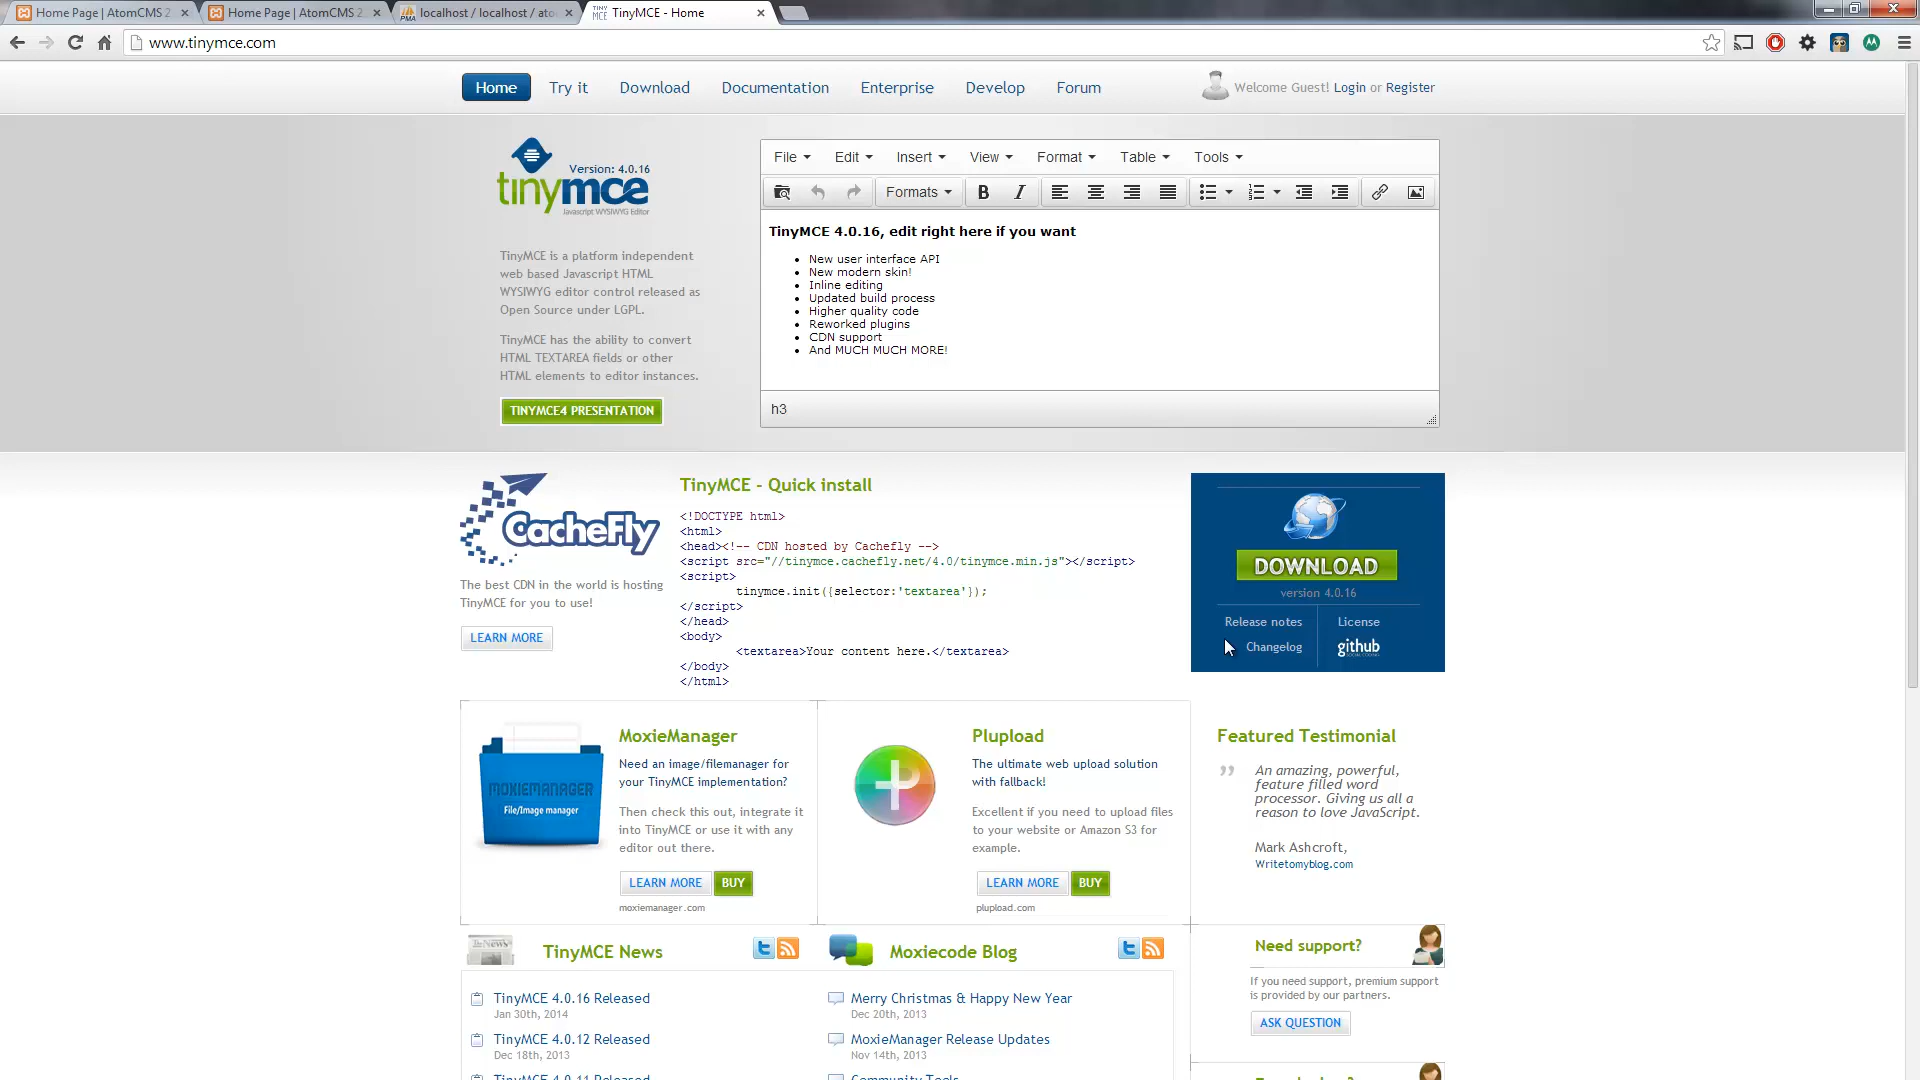 Home Page | AtomCMS 2
Home Page | AtomCMS 2
localhost / localhost / ato
TinyMCE - Home
www.tinymce.com
Home
Try it
Download
Documentation
Enterprise
Develop
Forum
Welcome Guest! Login or Register
Version: 4.0.16
tinymce
Javascript WYSIWYG Editor
TinyMCE is a platform independent
web based Javascript HTML
WYSIWYG editor control released as
Open Source under LGPL.
TinyMCE has the ability to convert
HTML TEXTAREA fields or other
HTML elements to editor instances.
TINYMCE4 PRESENTATION
File
Edit
Insert
View
Format
Table
Tools
Formats
B
I
TinyMCE 4.0.16, edit right here if you want
New user interface API
New modern skin!
Inline editing
Updated build process
Higher quality code
Reworked plugins
CDN support
And MUCH MUCH MORE!
h3
CacheFly
The best CDN in the world is hosting
TinyMCE for you to use!
LEARN MORE
TinyMCE - Quick install
<!DOCTYPE html>
<html>
<head><!-- CDN hosted by Cachefly -->
<script src="//tinymce.cachefly.net/4.0/tinymce.min.js"></script>
<script>
tinymce.init({selector:'textarea'});
</script>
</head>
<body>
<textarea>Your content here.</textarea>
</body>
</html>
DOWNLOAD
version 4.0.16
Release notes
License
Changelog
github
MOXIEMANAGER
File/Image manager
MoxieManager
Need an image/filemanager for
your TinyMCE implementation?
Then check this out, integrate it
into TinyMCE or use it with any
editor out there.
LEARN MORE
BUY
moxiemanager.com
Plupload
The ultimate web upload solution
with fallback!
Excellent if you need to upload files
to your website or Amazon S3 for
example.
LEARN MORE
BUY
plupload.com
Featured Testimonial
An amazing, powerful,
feature filled word
processor. Giving us all a
reason to love JavaScript.
Mark Ashcroft,
Writetomyblog.com
TinyMCE News
TinyMCE 4.0.16 Released
Jan 30th, 2014
TinyMCE 4.0.12 Released
Dec 18th, 2013
TinyMCE 4.0.11 Released
Moxiecode Blog
Merry Christmas & Happy New Year
Dec 20th, 2013
MoxieManager Release Updates
Nov 14th, 2013
Community Tools
Need support?
If you need support, premium support
is provided by our partners.
ASK QUESTION